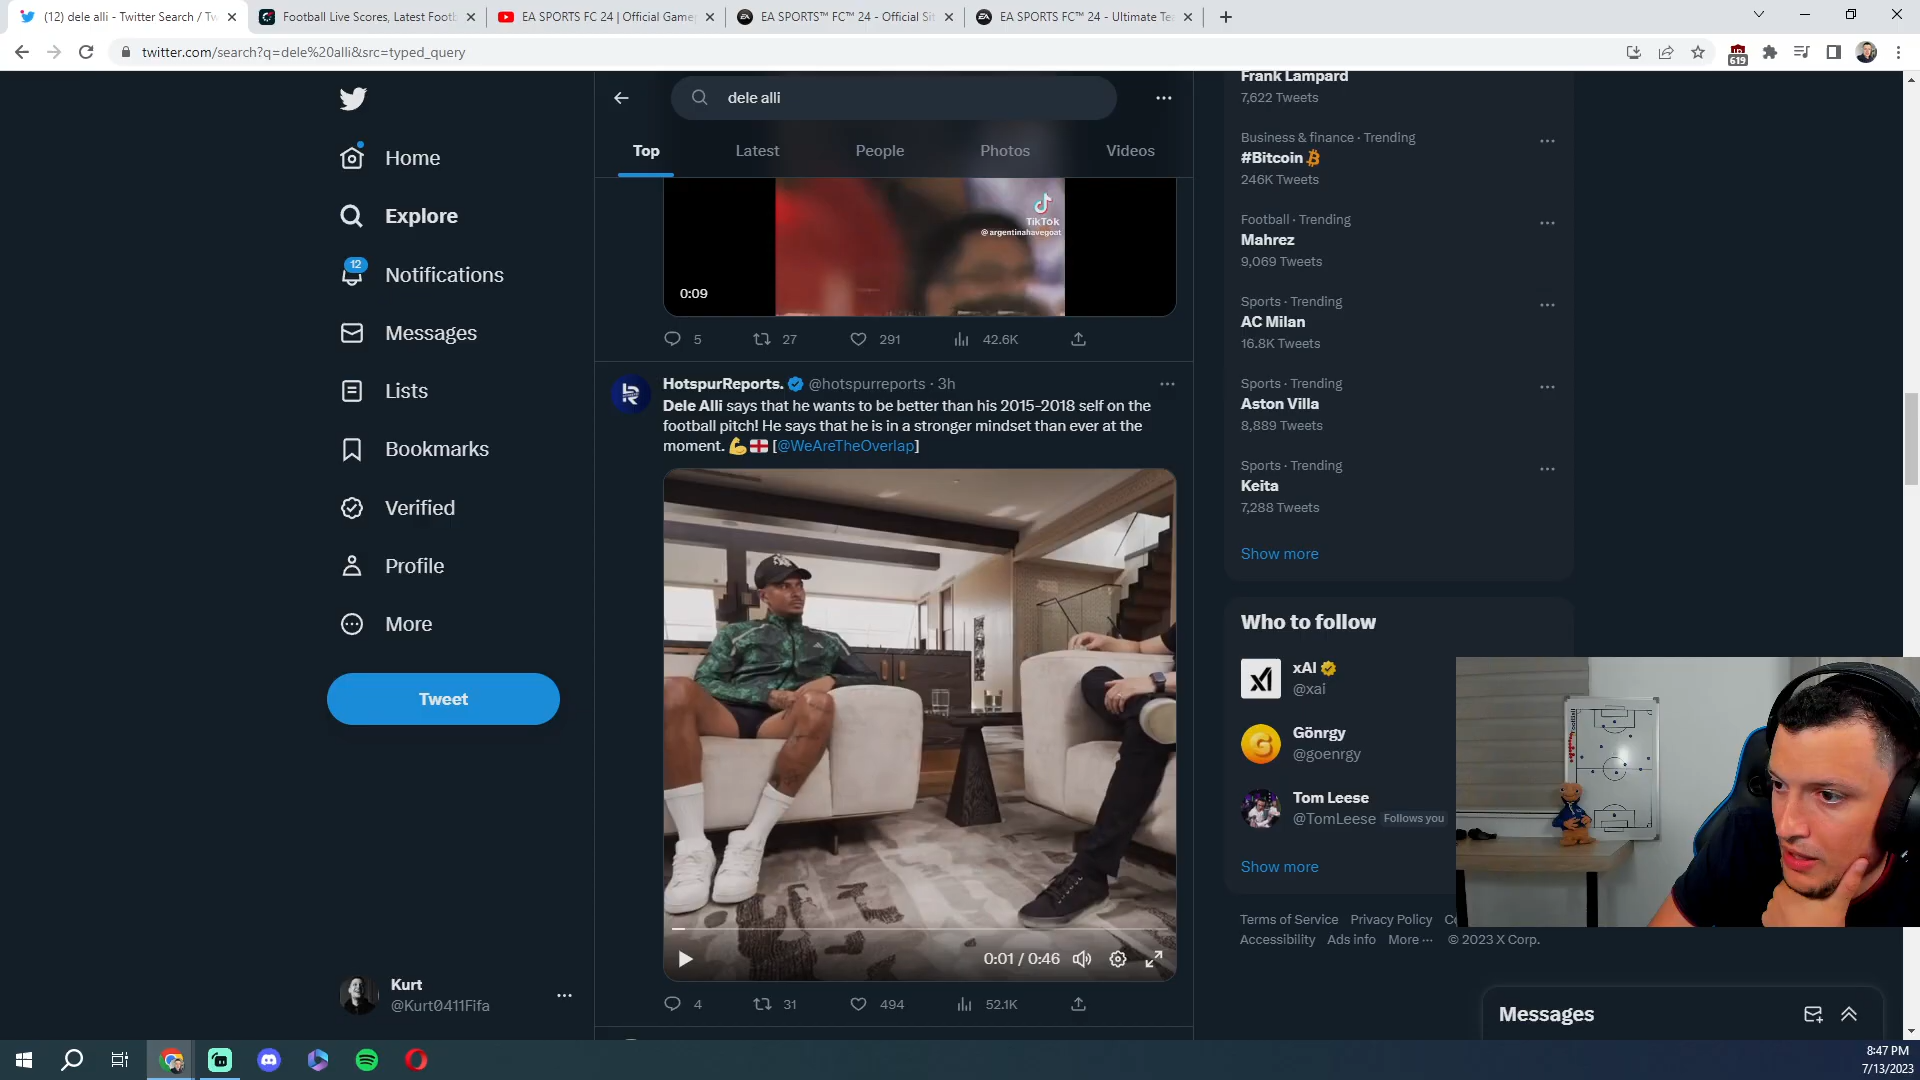 (12) dele alli - Twitter Search / Tw
Football Live Scores, Latest Footb
EA SPORTS FC 24 | Official Game
EA SPORTS™ FC™ 24 - Official Sit
EA SPORTS FC™ 24 - Ultimate Te
twitter.com/search?q=dele%20alli&src=typed_query
619
dele alli
Top
Latest
People
Photos
Videos
Home
Explore
12
Notifications
Messages
Lists
Bookmarks
Verified
Profile
More
Tweet
Kurt
@Kurt0411Fifa
TikTok
@argentinahavegoat
0:09
5
27
291
42.6K
HotspurReports. @hotspurreports · 3h
Dele Alli says that he wants to be better than his 2015-2018 self on the
football pitch! He says that he is in a stronger mindset than ever at the
moment. 💪🏴󠁧󠁢󠁥󠁮󠁧󠁿 [@WeAreTheOverlap]
0:01 / 0:46
4
31
494
52.1K
Frank Lampard
7,622 Tweets
Business & finance · Trending
#Bitcoin
246K Tweets
Football · Trending
Mahrez
9,069 Tweets
Sports · Trending
AC Milan
16.8K Tweets
Sports · Trending
Aston Villa
8,889 Tweets
Sports · Trending
Keita
7,288 Tweets
Show more
Who to follow
xAI
@xai
Gönrgy
@goenrgy
Tom Leese
@TomLeese Follows you
Show more
Terms of Service Privacy Policy
Accessibility Ads info More ··· © 2023 X Corp.
Messages
8:47 PM
7/13/2023